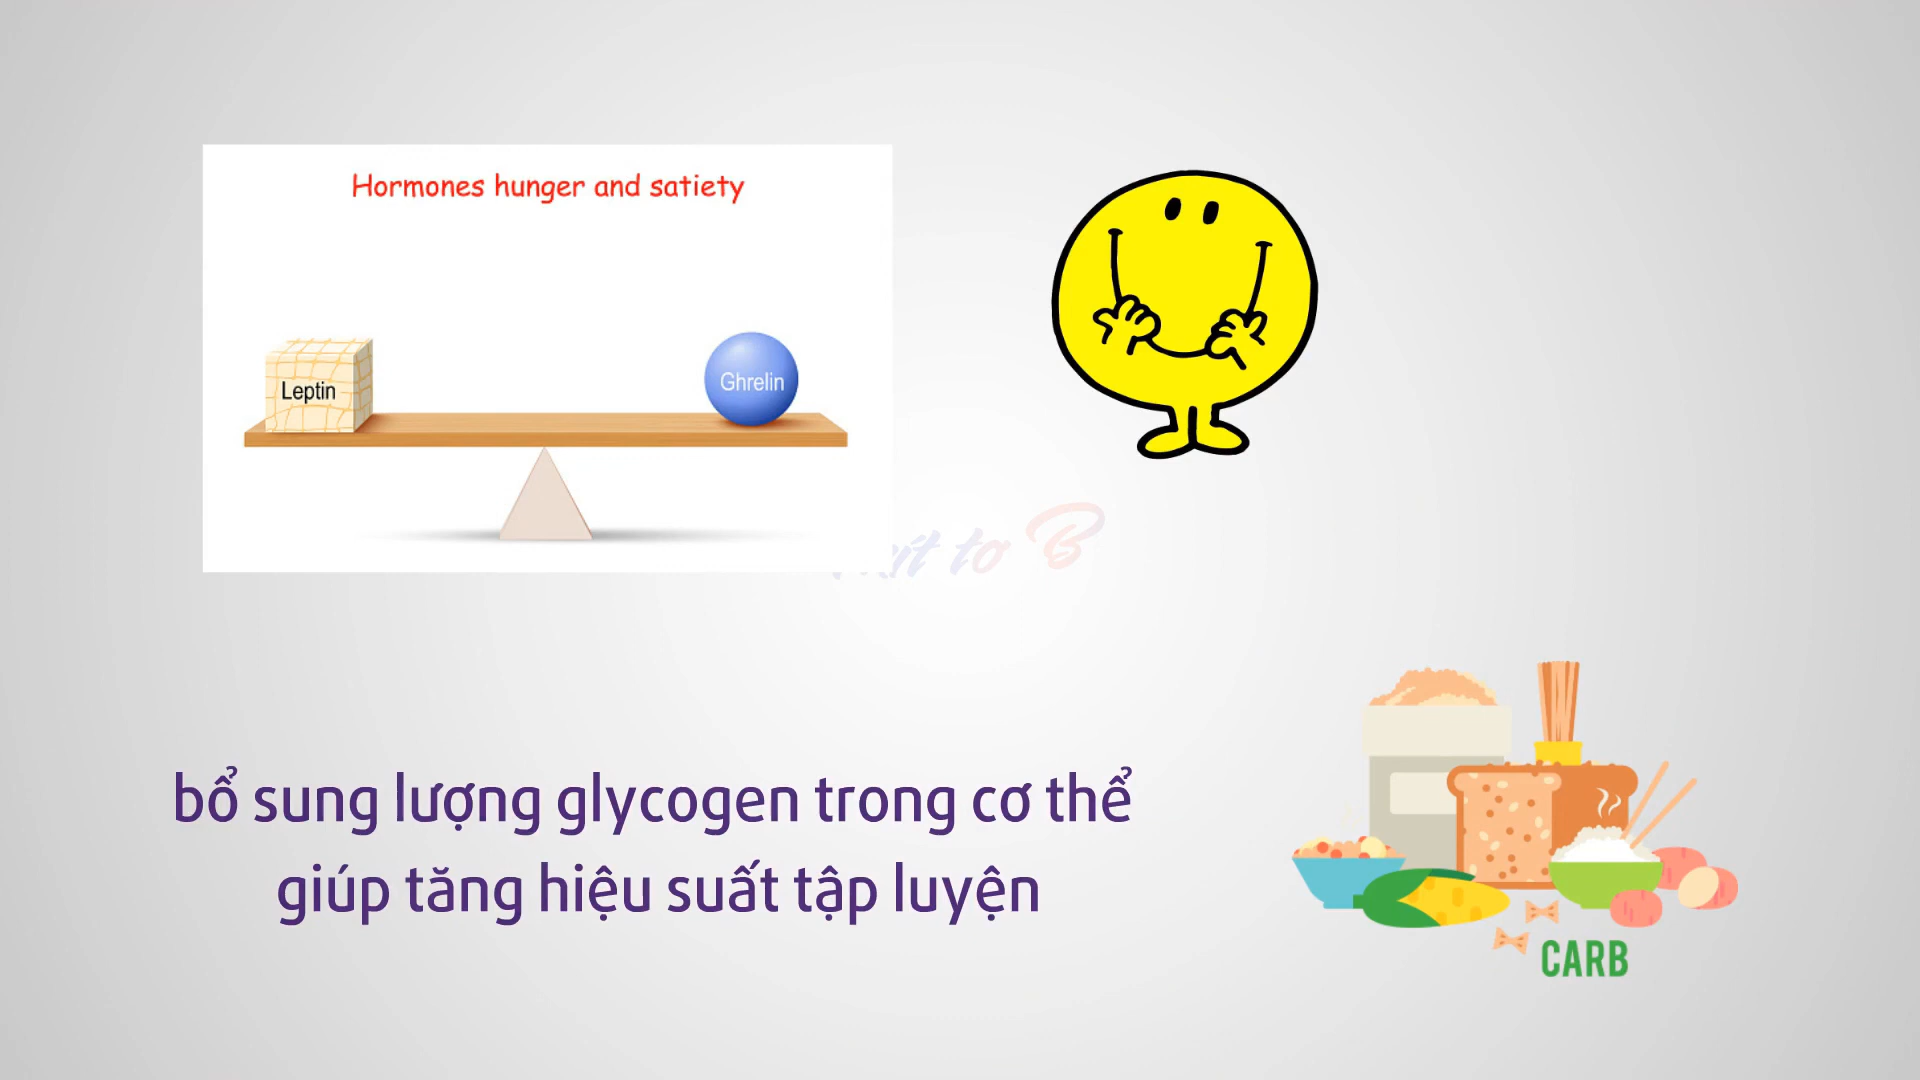 Hormones hunger and satiety
Leptin
Ghrelin
to B
bổ sung lượng glycogen trong cơ thể
giúp tăng hiệu suất tập luyện
CARB